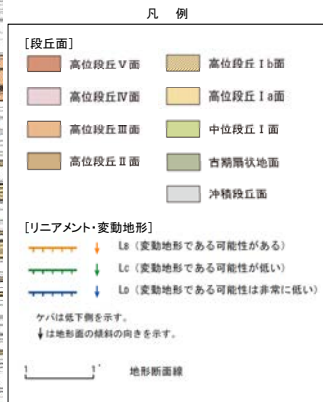 凡 例
[段丘面]
高位段丘Ⅴ面
高位段丘Ⅳ面
高位段丘Ⅲ面
高位段丘Ⅱ面
高位段丘Ⅰb面
高位段丘Ⅰa面
中位段丘Ⅰ面
古期扇状地面
沖積段丘面
[リニアメント・変動地形]
LB (変動地形である可能性がある)
LC (変動地形である可能性が低い)
LD (変動地形である可能性は非常に低い)
ケバは低下側を示す。
↓は地形面の傾斜の向きを示す。
1 1' 地形断面線